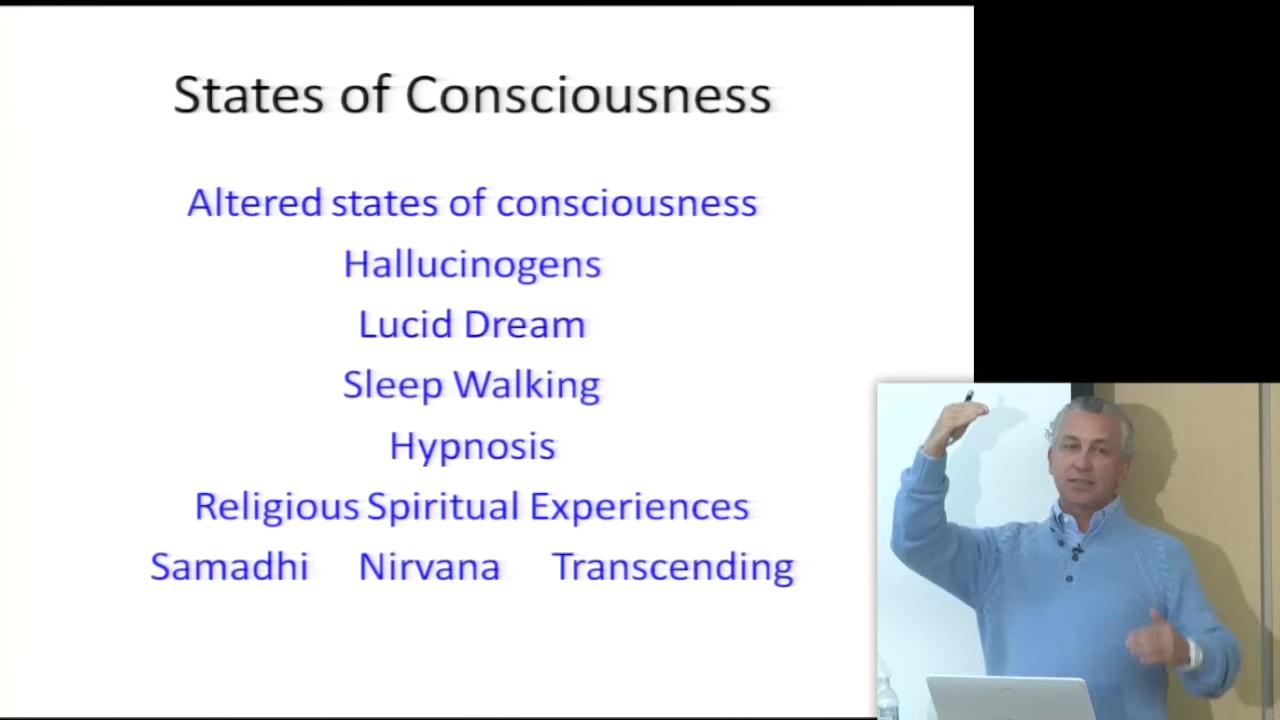 States of Consciousness
Altered states of consciousness
Hallucinogens
Lucid Dream
Sleep Walking
Hypnosis
Religious Spiritual Experiences
Samadhi Nirvana Transcending